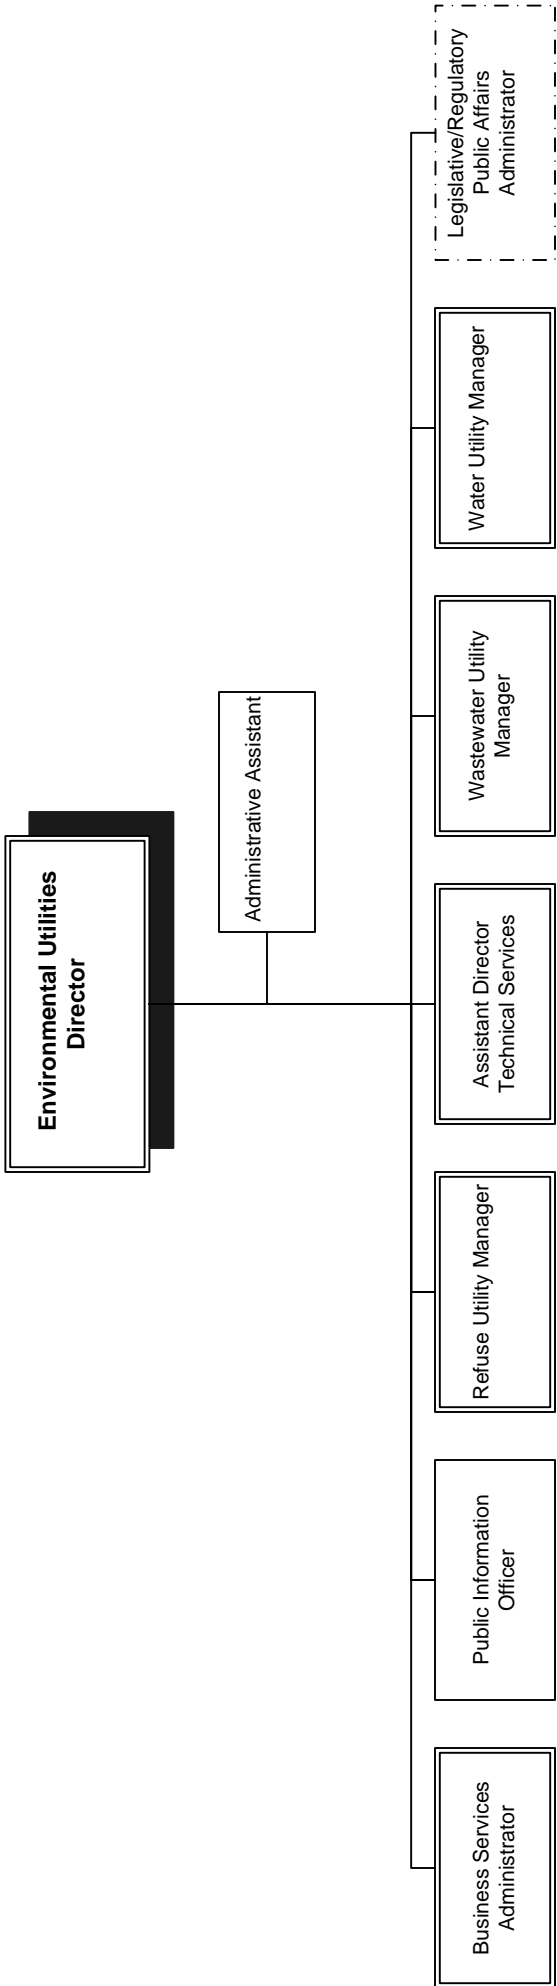 Environmental Utilities
Director
Administrative Assistant
Business Services
Administrator
Public Information
Officer
Refuse Utility Manager
Assistant Director
Technical Services
Wastewater Utility
Manager
Water Utility Manager
Legislative/Regulatory
Public Affairs
Administrator